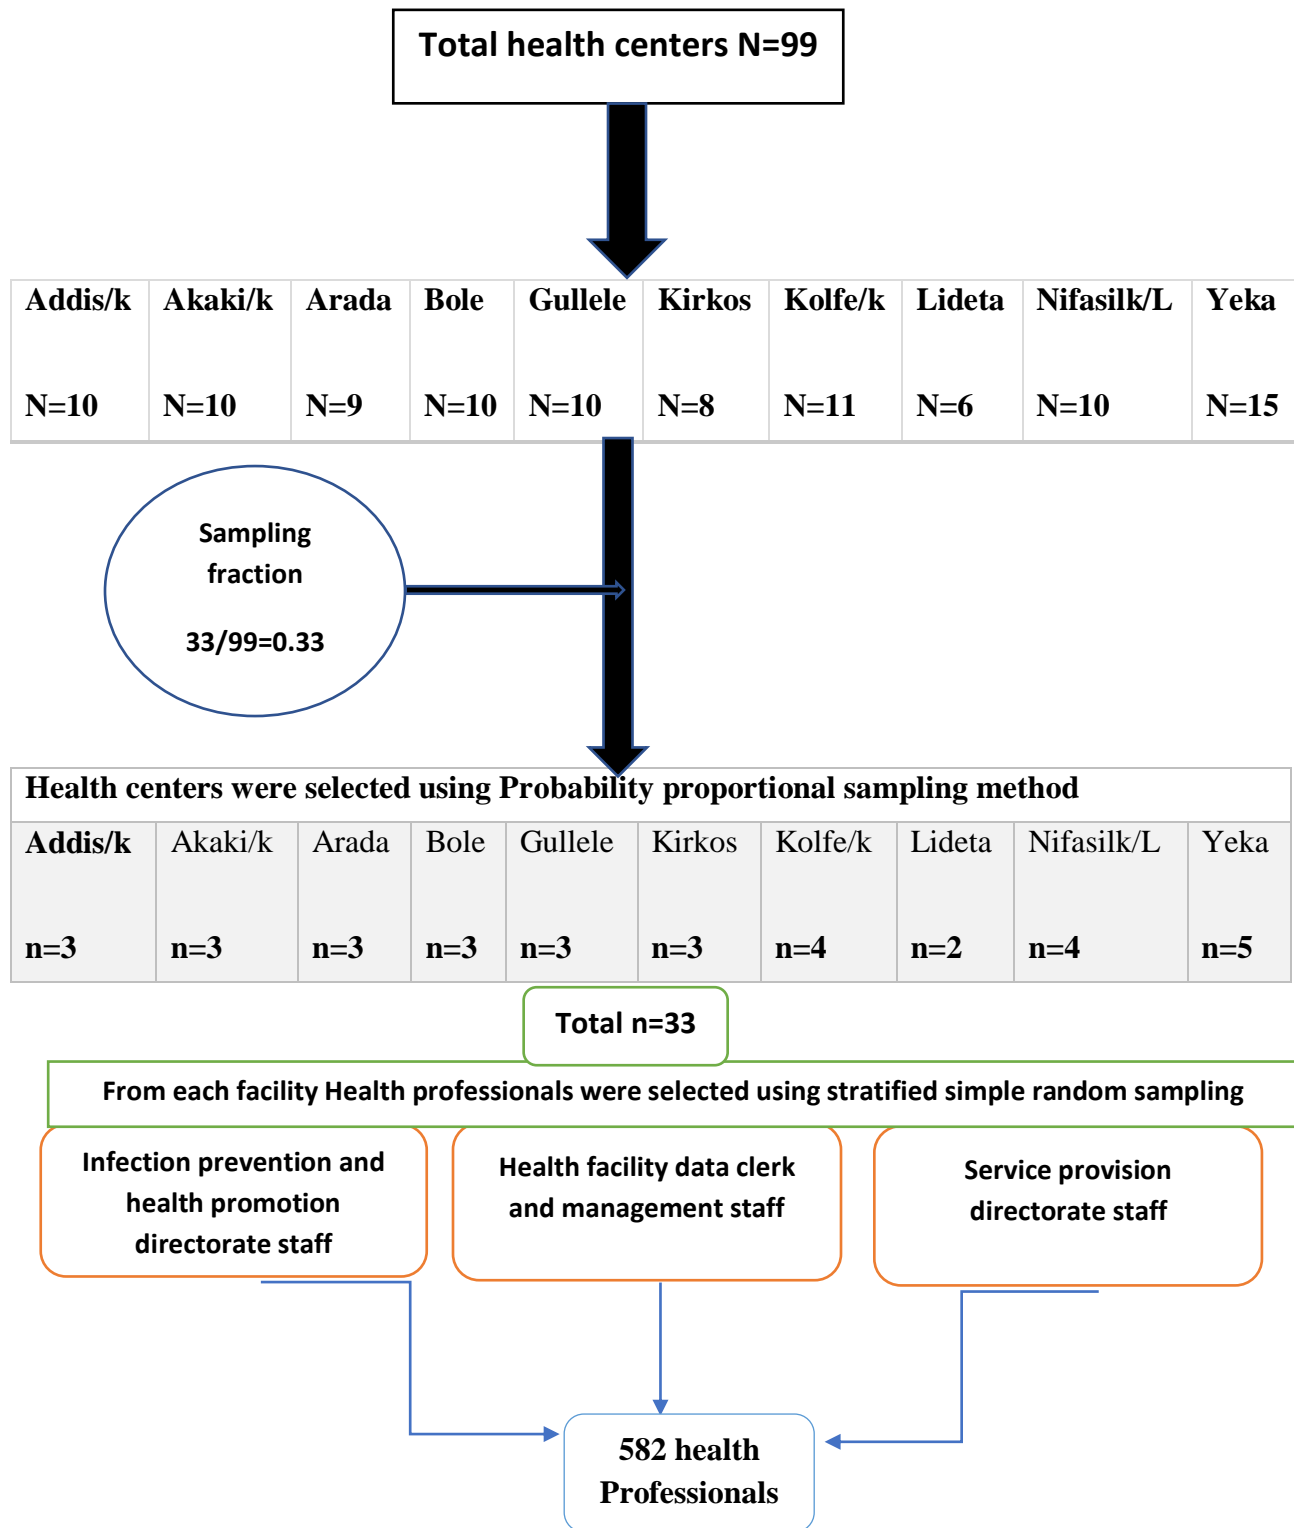 Total health centers N=99
Addis/k Akaki/k Arada Bole Gullele Kirkos Kolfe/k Lideta Nifasilk/L Yeka
N=10 N=10 N=9 N=10 N=10 N=8 N=11 N=6 N=10 N=15
Sampling
fraction
33/99=0.33
Health centers were selected using Probability proportional sampling method
Addis/k Akaki/k Arada Bole Gullele Kirkos Kolfe/k Lideta Nifasilk/L Yeka
n=3 n=3 n=3 n=3 n=3 n=3 n=4 n=2 n=4 n=5
Total n=33
From each facility Health professionals were selected using stratified simple random sampling
Infection prevention and
health promotion
directorate staff
Health facility data clerk
and management staff
Service provision
directorate staff
582 health
Professionals